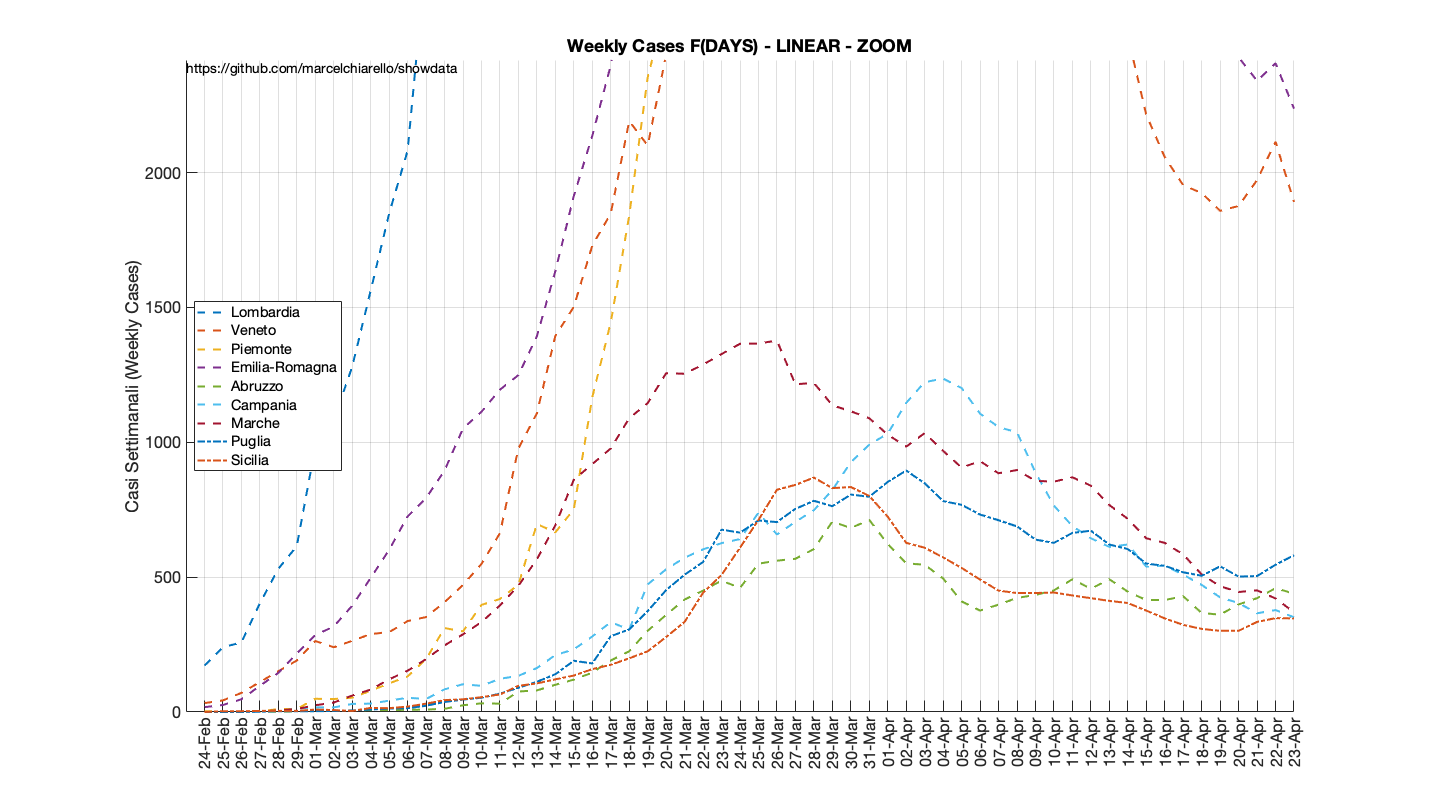 Weekly Cases F(DAYS) - LINEAR - ZOOM
https://github.com/marcelchiarello/showdata
Casi Settimanali (Weekly Cases)
2000
1500
1000
500
0
Lombardia
Veneto
Piemonte
Emilia-Romagna
Abruzzo
Campania
Marche
Puglia
Sicilia
24-Feb
25-Feb
26-Feb
27-Feb
28-Feb
29-Feb
01-Mar
02-Mar
03-Mar
04-Mar
05-Mar
06-Mar
07-Mar
08-Mar
09-Mar
10-Mar
11-Mar
12-Mar
13-Mar
14-Mar
15-Mar
16-Mar
17-Mar
18-Mar
19-Mar
20-Mar
21-Mar
22-Mar
23-Mar
24-Mar
25-Mar
26-Mar
27-Mar
28-Mar
29-Mar
30-Mar
31-Mar
01-Apr
02-Apr
03-Apr
04-Apr
05-Apr
06-Apr
07-Apr
08-Apr
09-Apr
10-Apr
11-Apr
12-Apr
13-Apr
14-Apr
15-Apr
16-Apr
17-Apr
18-Apr
19-Apr
20-Apr
21-Apr
22-Apr
23-Apr